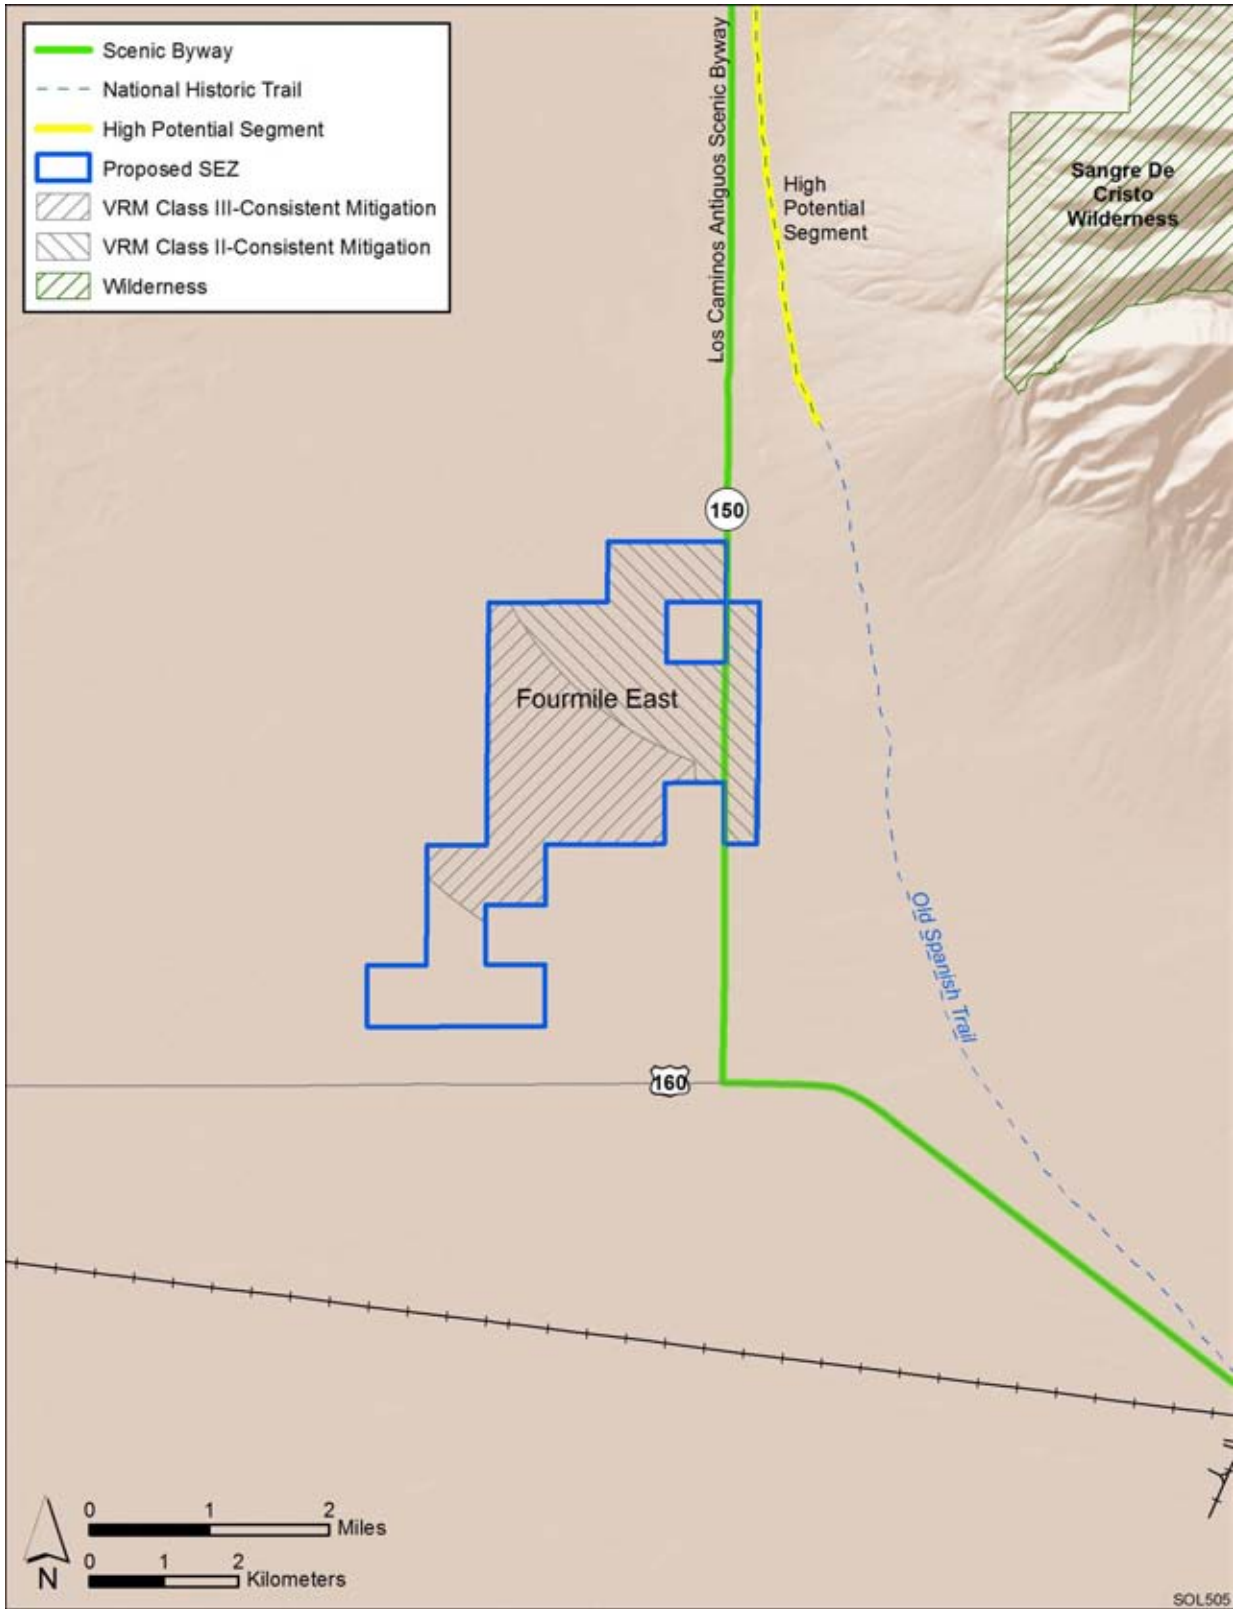 Scenic Byway
National Historic Trail
High Potential Segment
Proposed SEZ
VRM Class III-Consistent Mitigation
VRM Class II-Consistent Mitigation
Wilderness
Los Caminos Antiguos Scenic Byway
High
Potential
Segment
Sangre De
Cristo
Wilderness
150
Fourmile East
Old Spanish Trail
160
0 1 2
Miles
0 1 2
Kilometers
N
SOL505